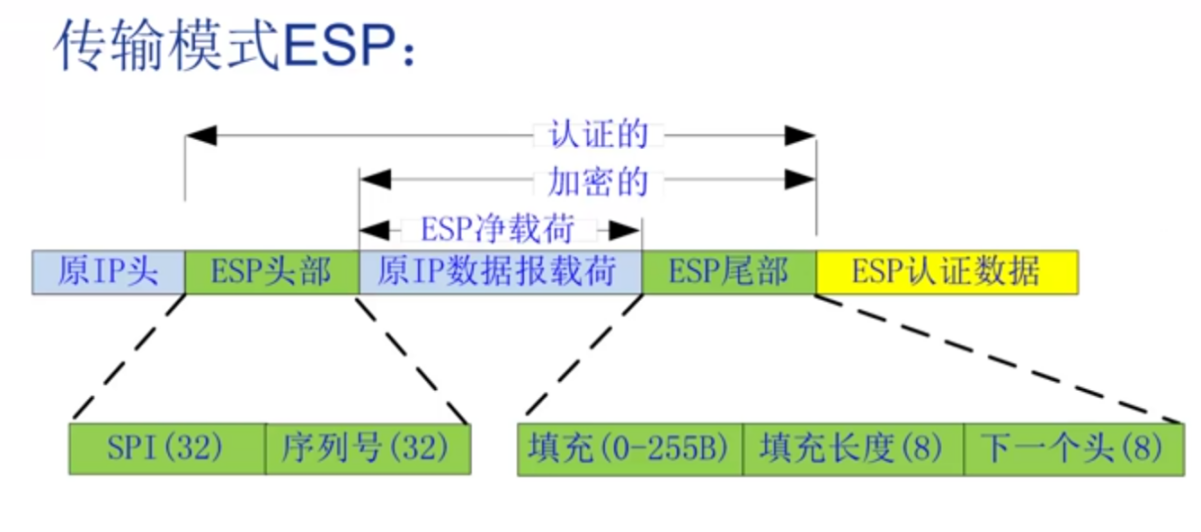 传输模式ESP：
认证的
加密的
ESP净载荷
原IP头 ESP头部 原IP数据报载荷 ESP尾部 ESP认证数据
SPI(32) 序列号(32) 填充(0-255B) 填充长度(8) 下一个头(8)